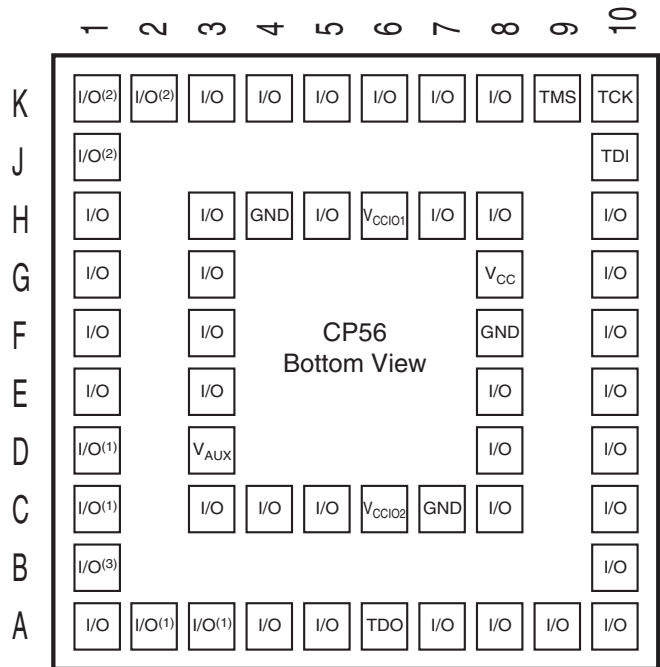 1 2 3 4 5 6 7 8 9 10
K I/O(2) I/O(2) I/O I/O I/O I/O I/O I/O TMS TCK
J I/O(2) TDI
H I/O I/O GND I/O VCCIO1 I/O I/O I/O
G I/O I/O VCC I/O
F I/O I/O CP56 GND I/O
Bottom View
E I/O I/O I/O I/O
D I/O(1) VAUX I/O I/O
C I/O(1) I/O I/O I/O VCCIO2 GND I/O I/O
B I/O(3) I/O
A I/O I/O(1) I/O(1) I/O I/O TDO I/O I/O I/O I/O